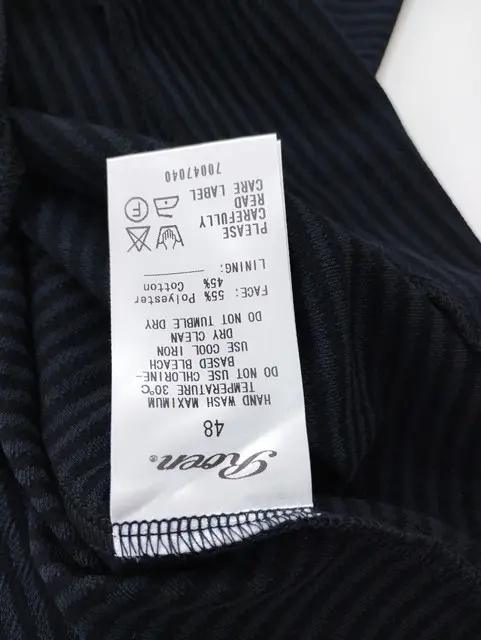 Roen®
48
HAND WASH MAXIMUM
TEMPERATURE 30°C
DO NOT USE CHLORINE-
BASED BLEACH
USE COOL IRON
DRY CLEAN
DO NOT TUMBLE DRY
FACE: 55% Polyester
45% Cotton
LINING:
PLEASE
CAREFULLY
READ
CARE LABEL
F
70047040